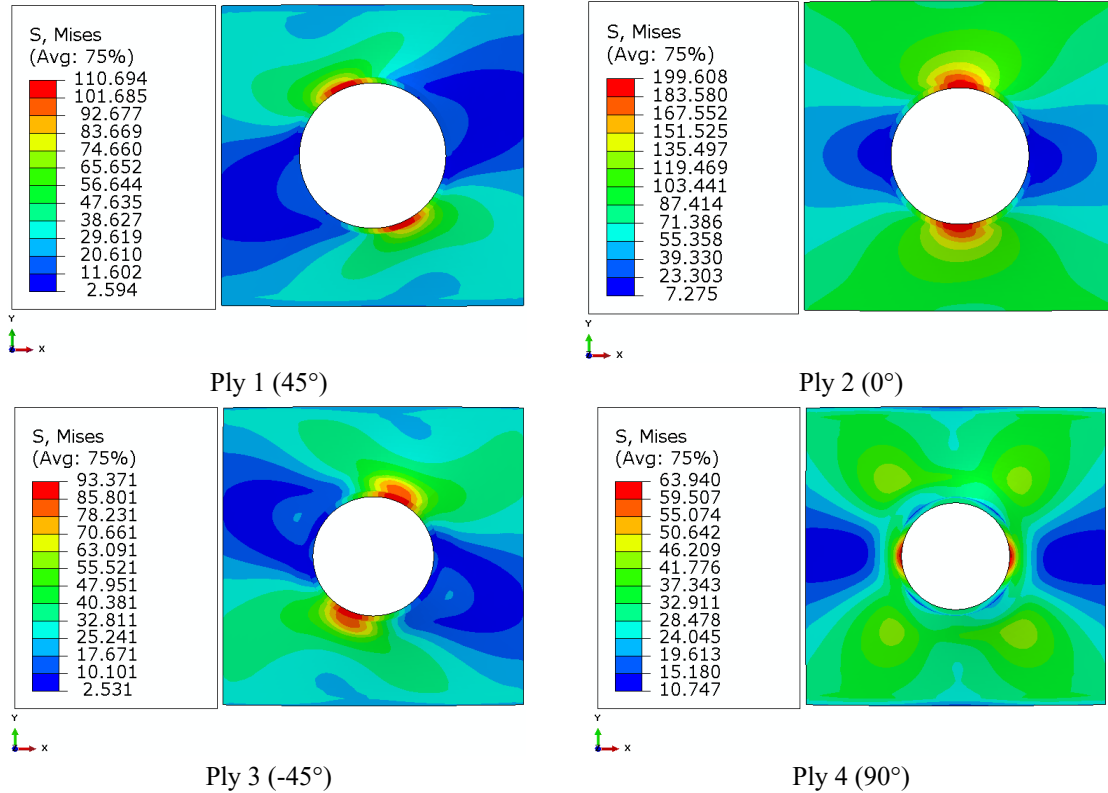 S, Mises
(Avg: 75%)
110.694
101.685
92.677
83.669
74.660
65.652
56.644
47.635
38.627
29.619
20.610
11.602
2.594
Y
Z
X
Ply 1 (45°)
S, Mises
(Avg: 75%)
199.608
183.580
167.552
151.525
135.497
119.469
103.441
87.414
71.386
55.358
39.330
23.303
7.275
Y
Z
X
Ply 2 (0°)
S, Mises
(Avg: 75%)
93.371
85.801
78.231
70.661
63.091
55.521
47.951
40.381
32.811
25.241
17.671
10.101
2.531
Y
Z
X
Ply 3 (-45°)
S, Mises
(Avg: 75%)
63.940
59.507
55.074
50.642
46.209
41.776
37.343
32.911
28.478
24.045
19.613
15.180
10.747
Y
Z
X
Ply 4 (90°)